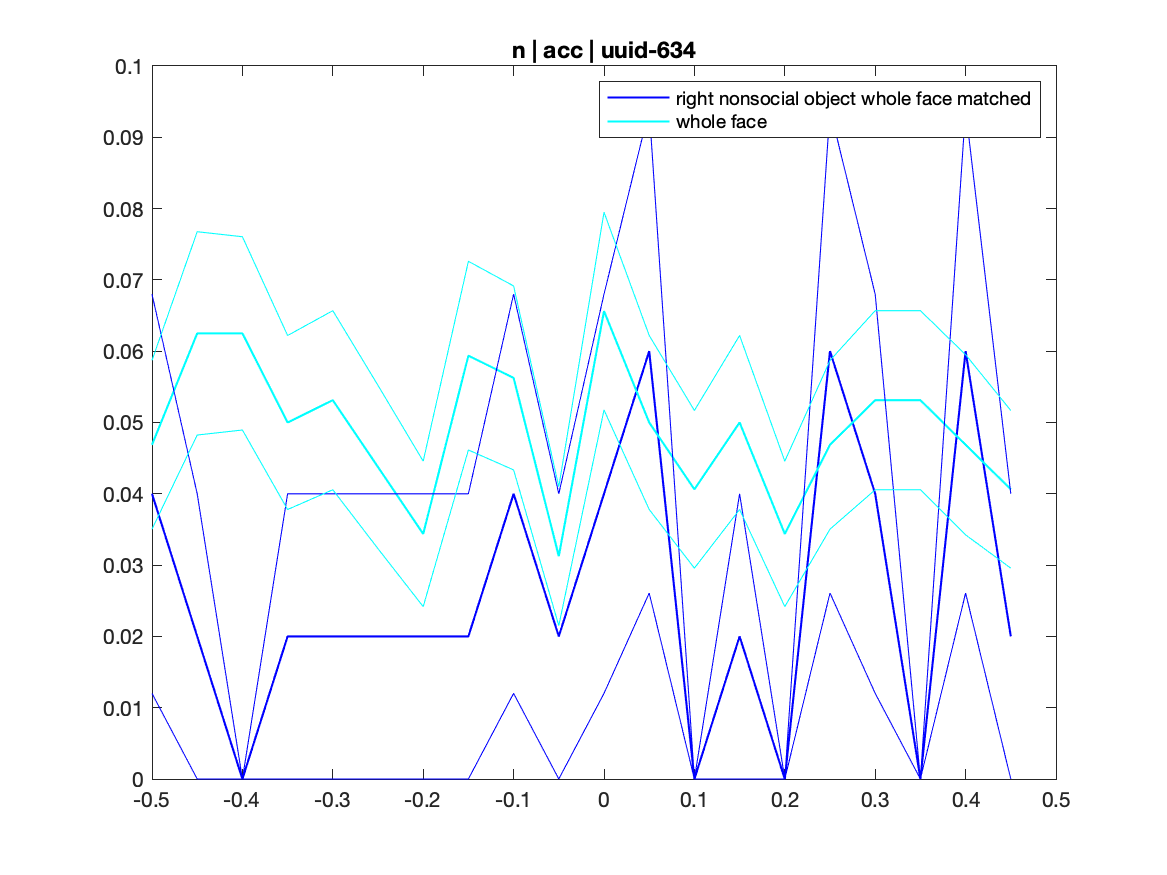 n | acc | uuid-634
right nonsocial object whole face matched
whole face
0.1
0.09
0.08
0.07
0.06
0.05
0.04
0.03
0.02
0.01
0
-0.5 -0.4 -0.3 -0.2 -0.1 0 0.1 0.2 0.3 0.4 0.5